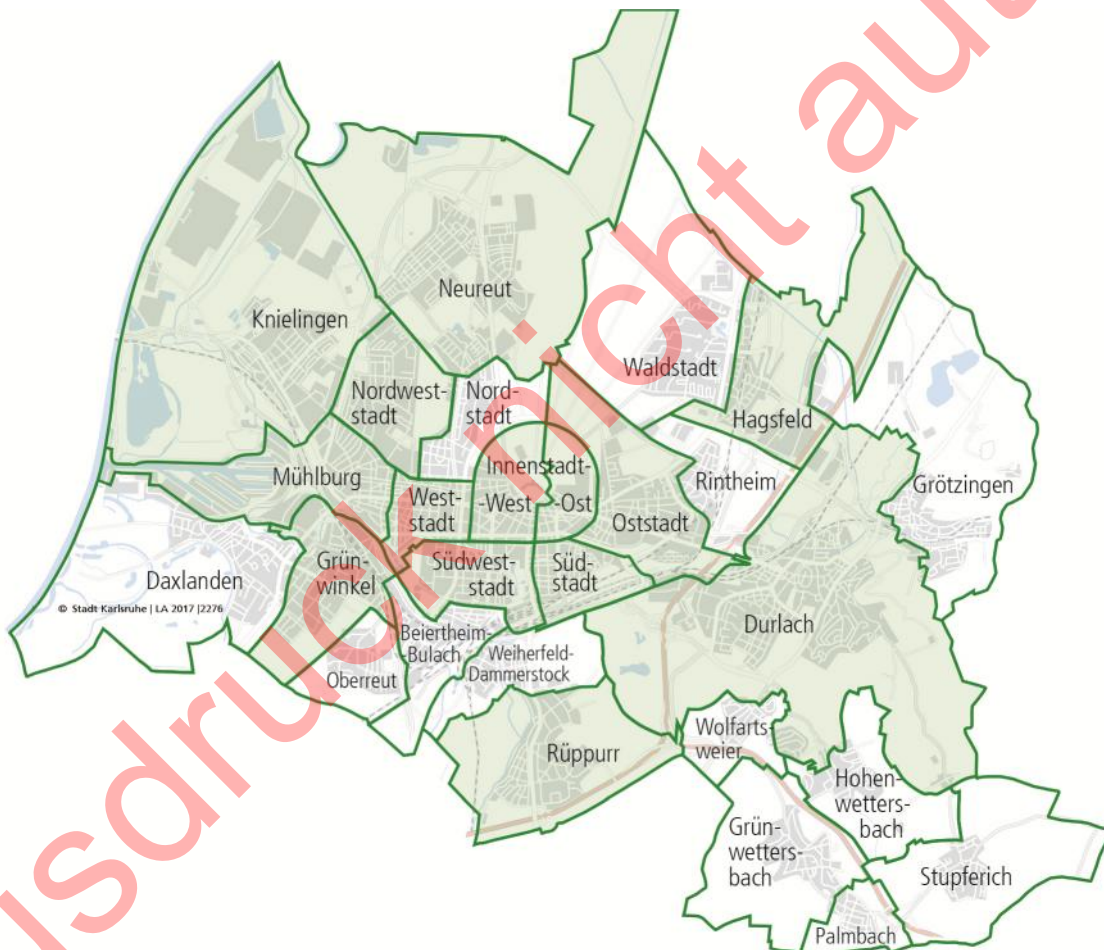 Neureut
Knielingen
Waldstadt
Nordwest-
stadt
Nord-
stadt
Hagsfeld
Innenstadt-
-West
-Ost
Mühlburg
West-
stadt
Rintheim
Grötzingen
Oststadt
Daxlanden
© Stadt Karlsruhe | LA 2017 |2276
Grün-
winkel
Südwest-
stadt
Süd-
stadt
Durlach
Beiertheim-
-Bulach
Weiherfeld-
Dammerstock
Oberreut
Rüppurr
Wolfarts-
weier
Hohen-
wetters-
bach
Grün-
wetters-
bach
Stupferich
Palmbach
usdruck nicht aut